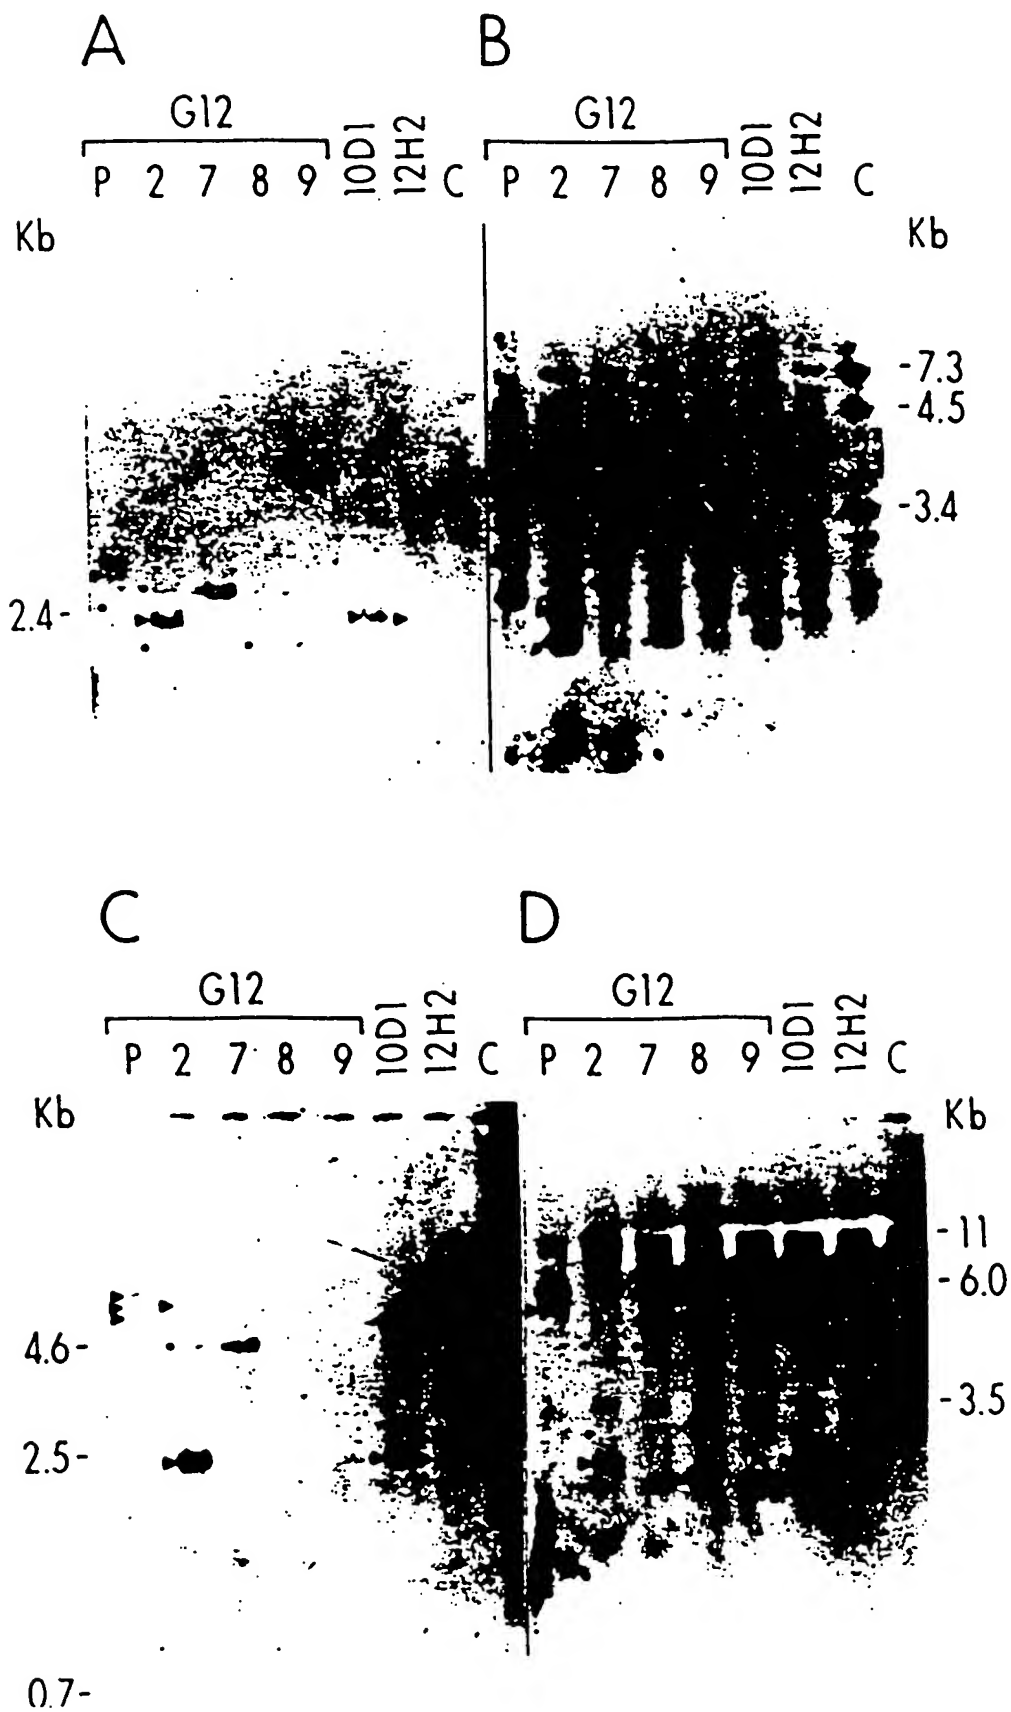 A B
G12 G12
P 2 7 8 9 10D1 12H2 C P 2 7 8 9 10D1 12H2 C
Kb Kb
-7.3
-4.5
-3.4
2.4-
C D
G12 G12
P 2 7 8 9 10D1 12H2 C P 2 7 8 9 10D1 12H2 C
Kb Kb
-11
-6.0
4.6-
-3.5
2.5-
0.7-